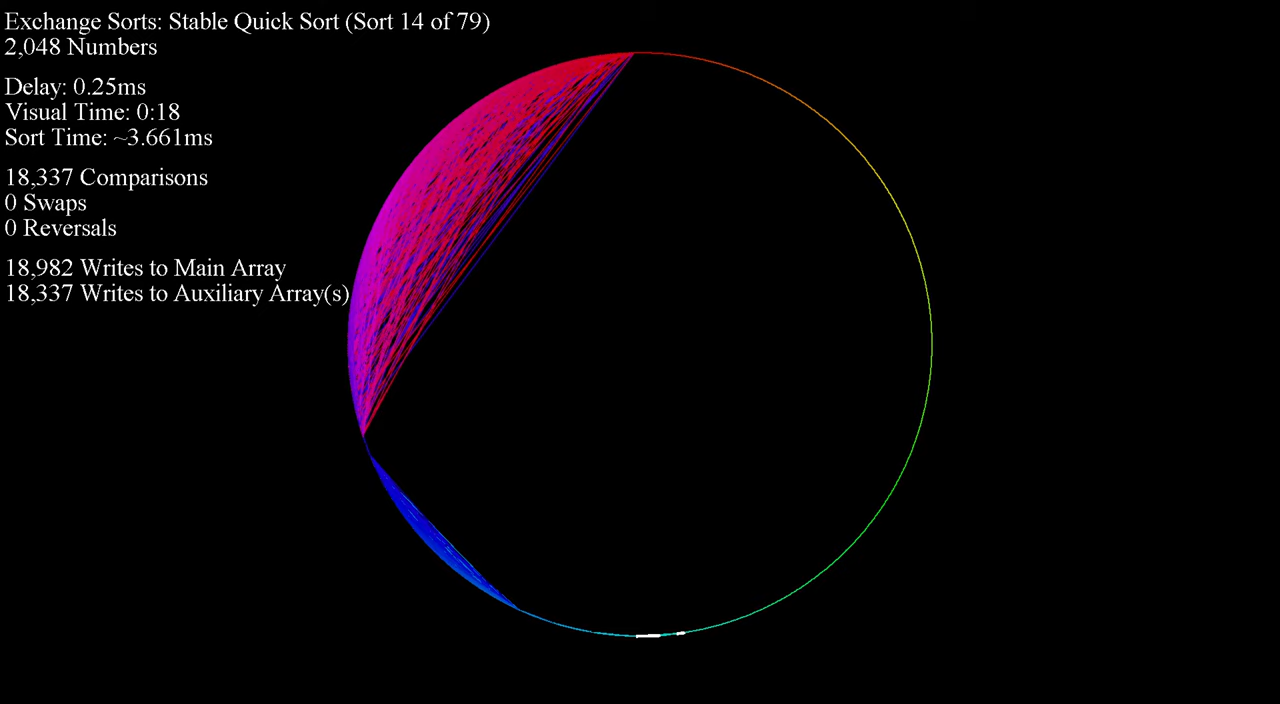 Exchange Sorts: Stable Quick Sort (Sort 14 of 79)
2,048 Numbers
Delay: 0.25ms
Visual Time: 0:18
Sort Time: ~3.661ms
18,337 Comparisons
0 Swaps
0 Reversals
18,982 Writes to Main Array
18,337 Writes to Auxiliary Array(s)